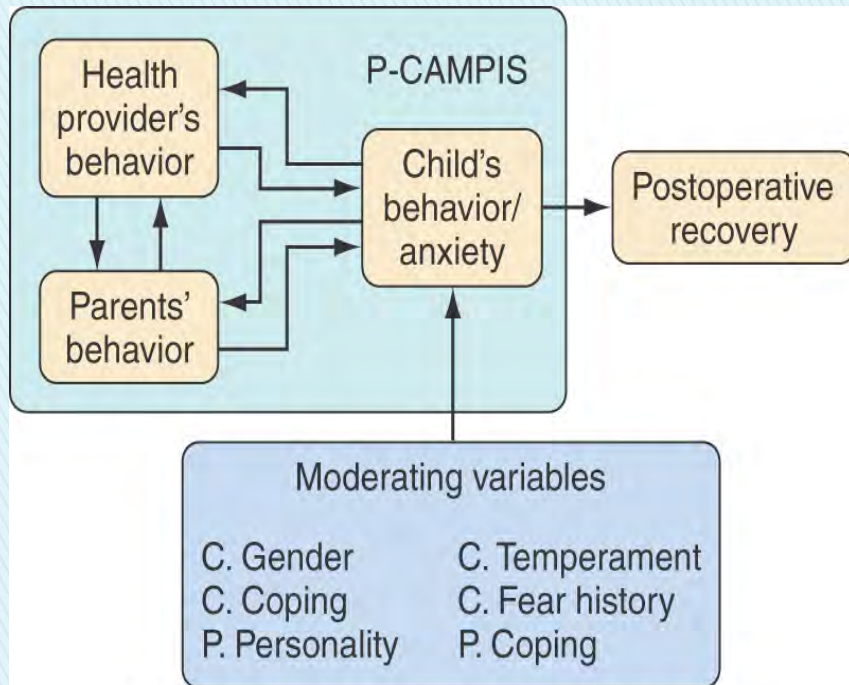 P-CAMPIS
Health
provider's
behavior
Child's
behavior/
anxiety
Postoperative
recovery
Parents'
behavior
Moderating variables
C. Gender
C. Temperament
C. Coping
C. Fear history
P. Personality
P. Coping